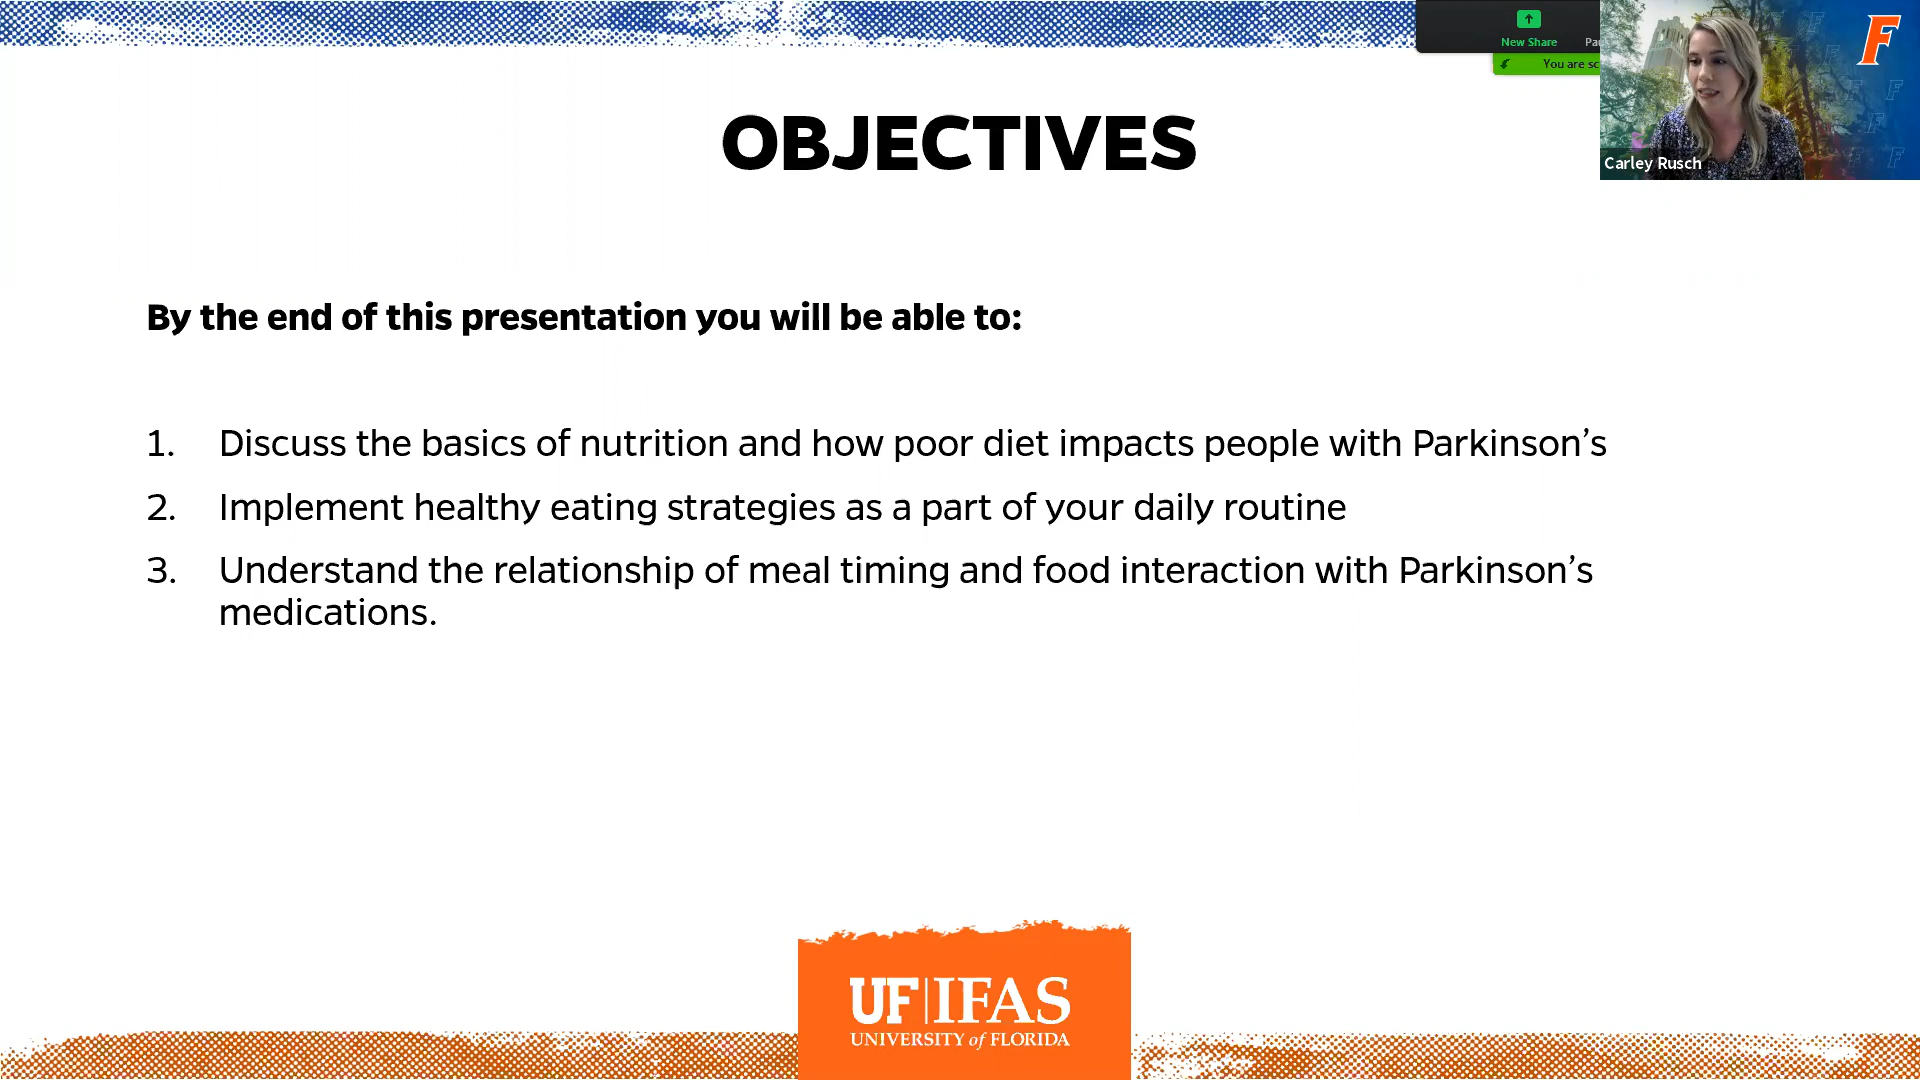 New Share
You are
OBJECTIVES
F
Carley Rusch
By the end of this presentation you will be able to:
1. Discuss the basics of nutrition and how poor diet impacts people with Parkinson’s
2. Implement healthy eating strategies as a part of your daily routine
3. Understand the relationship of meal timing and food interaction with Parkinson’s
medications.
UF|IFAS
UNIVERSITY of FLORIDA